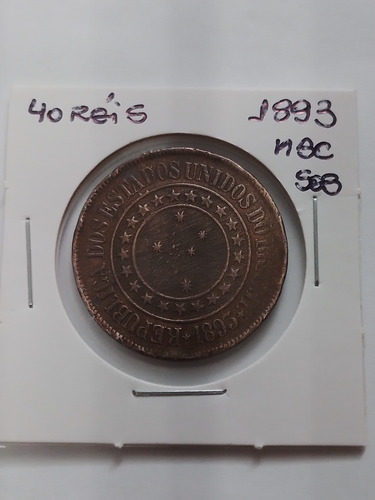 40 RÉIS
1893
MBC
SOB
REPUBLICA DOS ESTADOS UNIDOS DO BRAZIL
*1893*